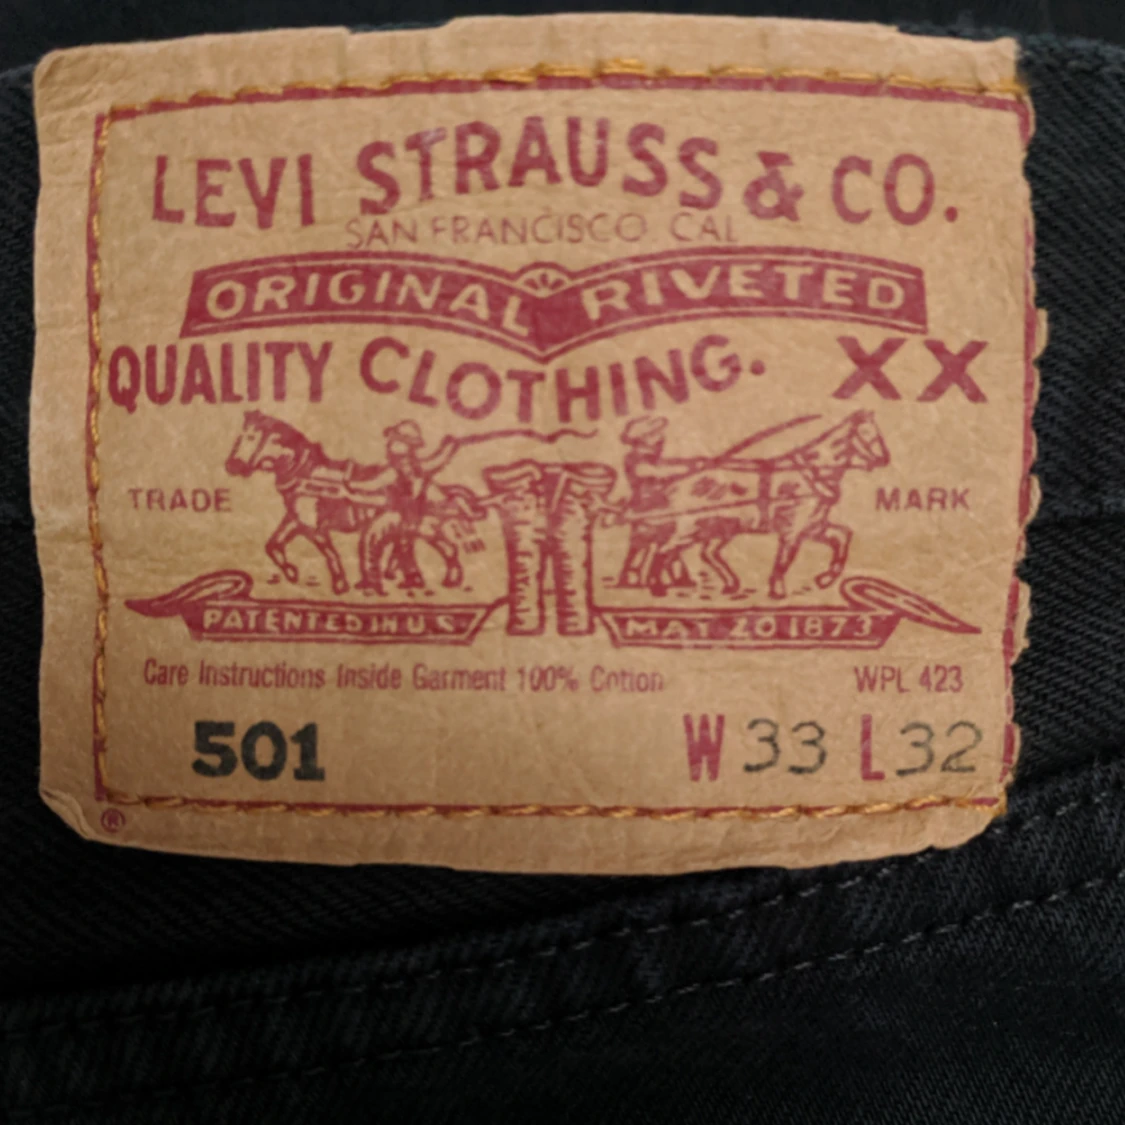 LEVI STRAUSS & CO.
SAN FRANCISCO CAL
ORIGINAL RIVETED
QUALITY CLOTHING. XX
TRADE MARK
PATENTED IN U.S. MAY 20 1873
Care Instructions Inside Garment 100% Cotton WPL 423
501 W 33 L 32
®